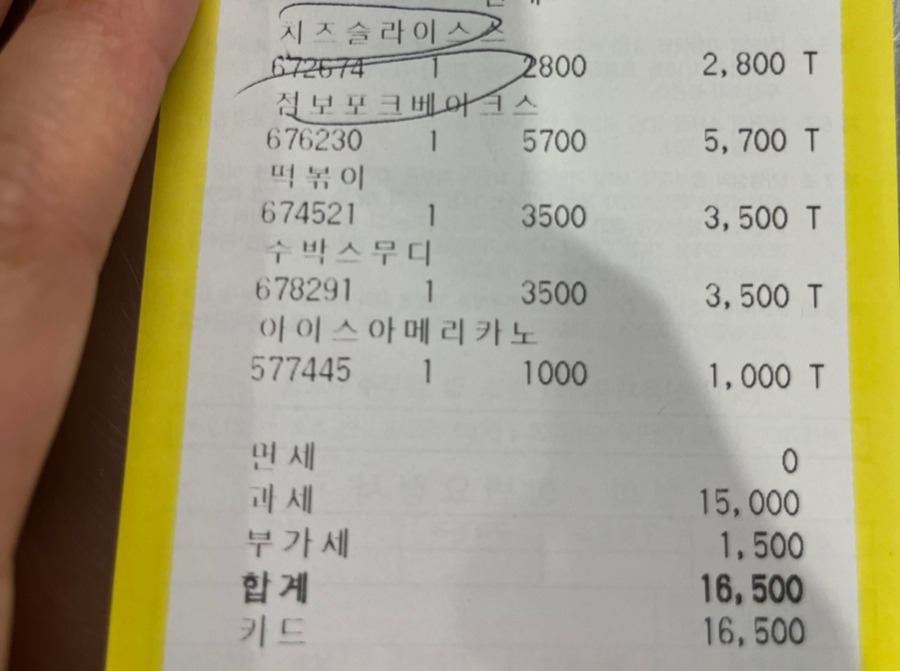 치즈슬라이스스
672674 1 2800 2,800 T
점보포크베이크스
676230 1 5700 5,700 T
떡볶이
674521 1 3500 3,500 T
수박스무디
678291 1 3500 3,500 T
아이스아메리카노
577445 1 1000 1,000 T
면세 0
과세 15,000
부가세 1,500
합계 16,500
카드 16,500